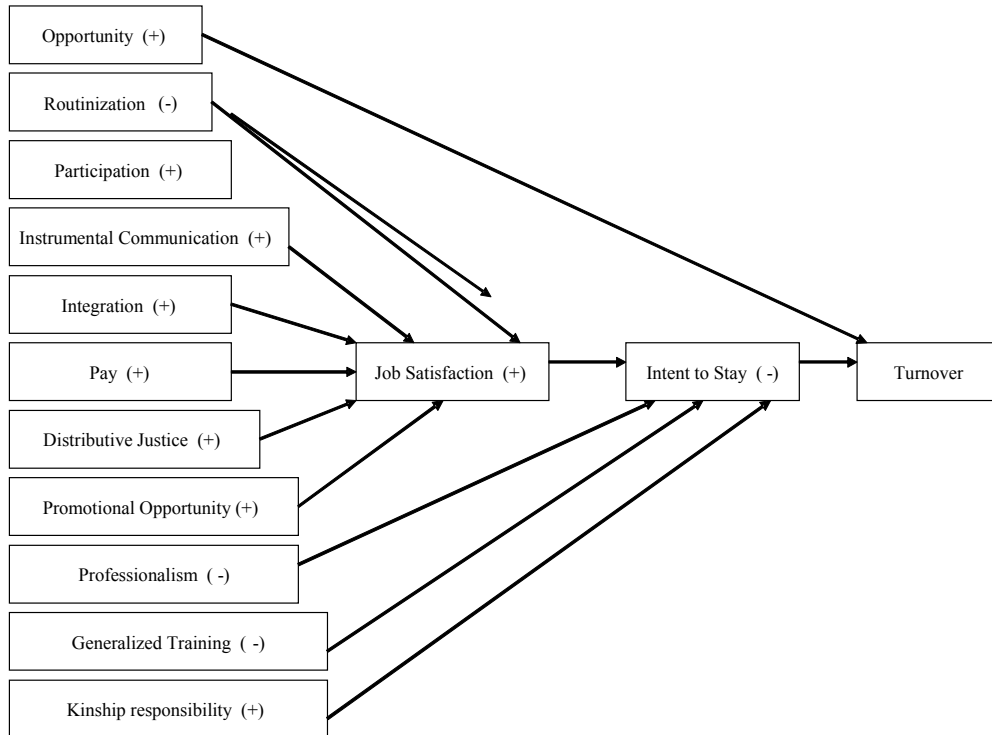 Opportunity (+)
Routinization (-)
Participation (+)
Instrumental Communication (+)
Integration (+)
Pay (+)
Job Satisfaction (+)
Intent to Stay ( -)
Turnover
Distributive Justice (+)
Promotional Opportunity (+)
Professionalism ( -)
Generalized Training ( -)
Kinship responsibility (+)